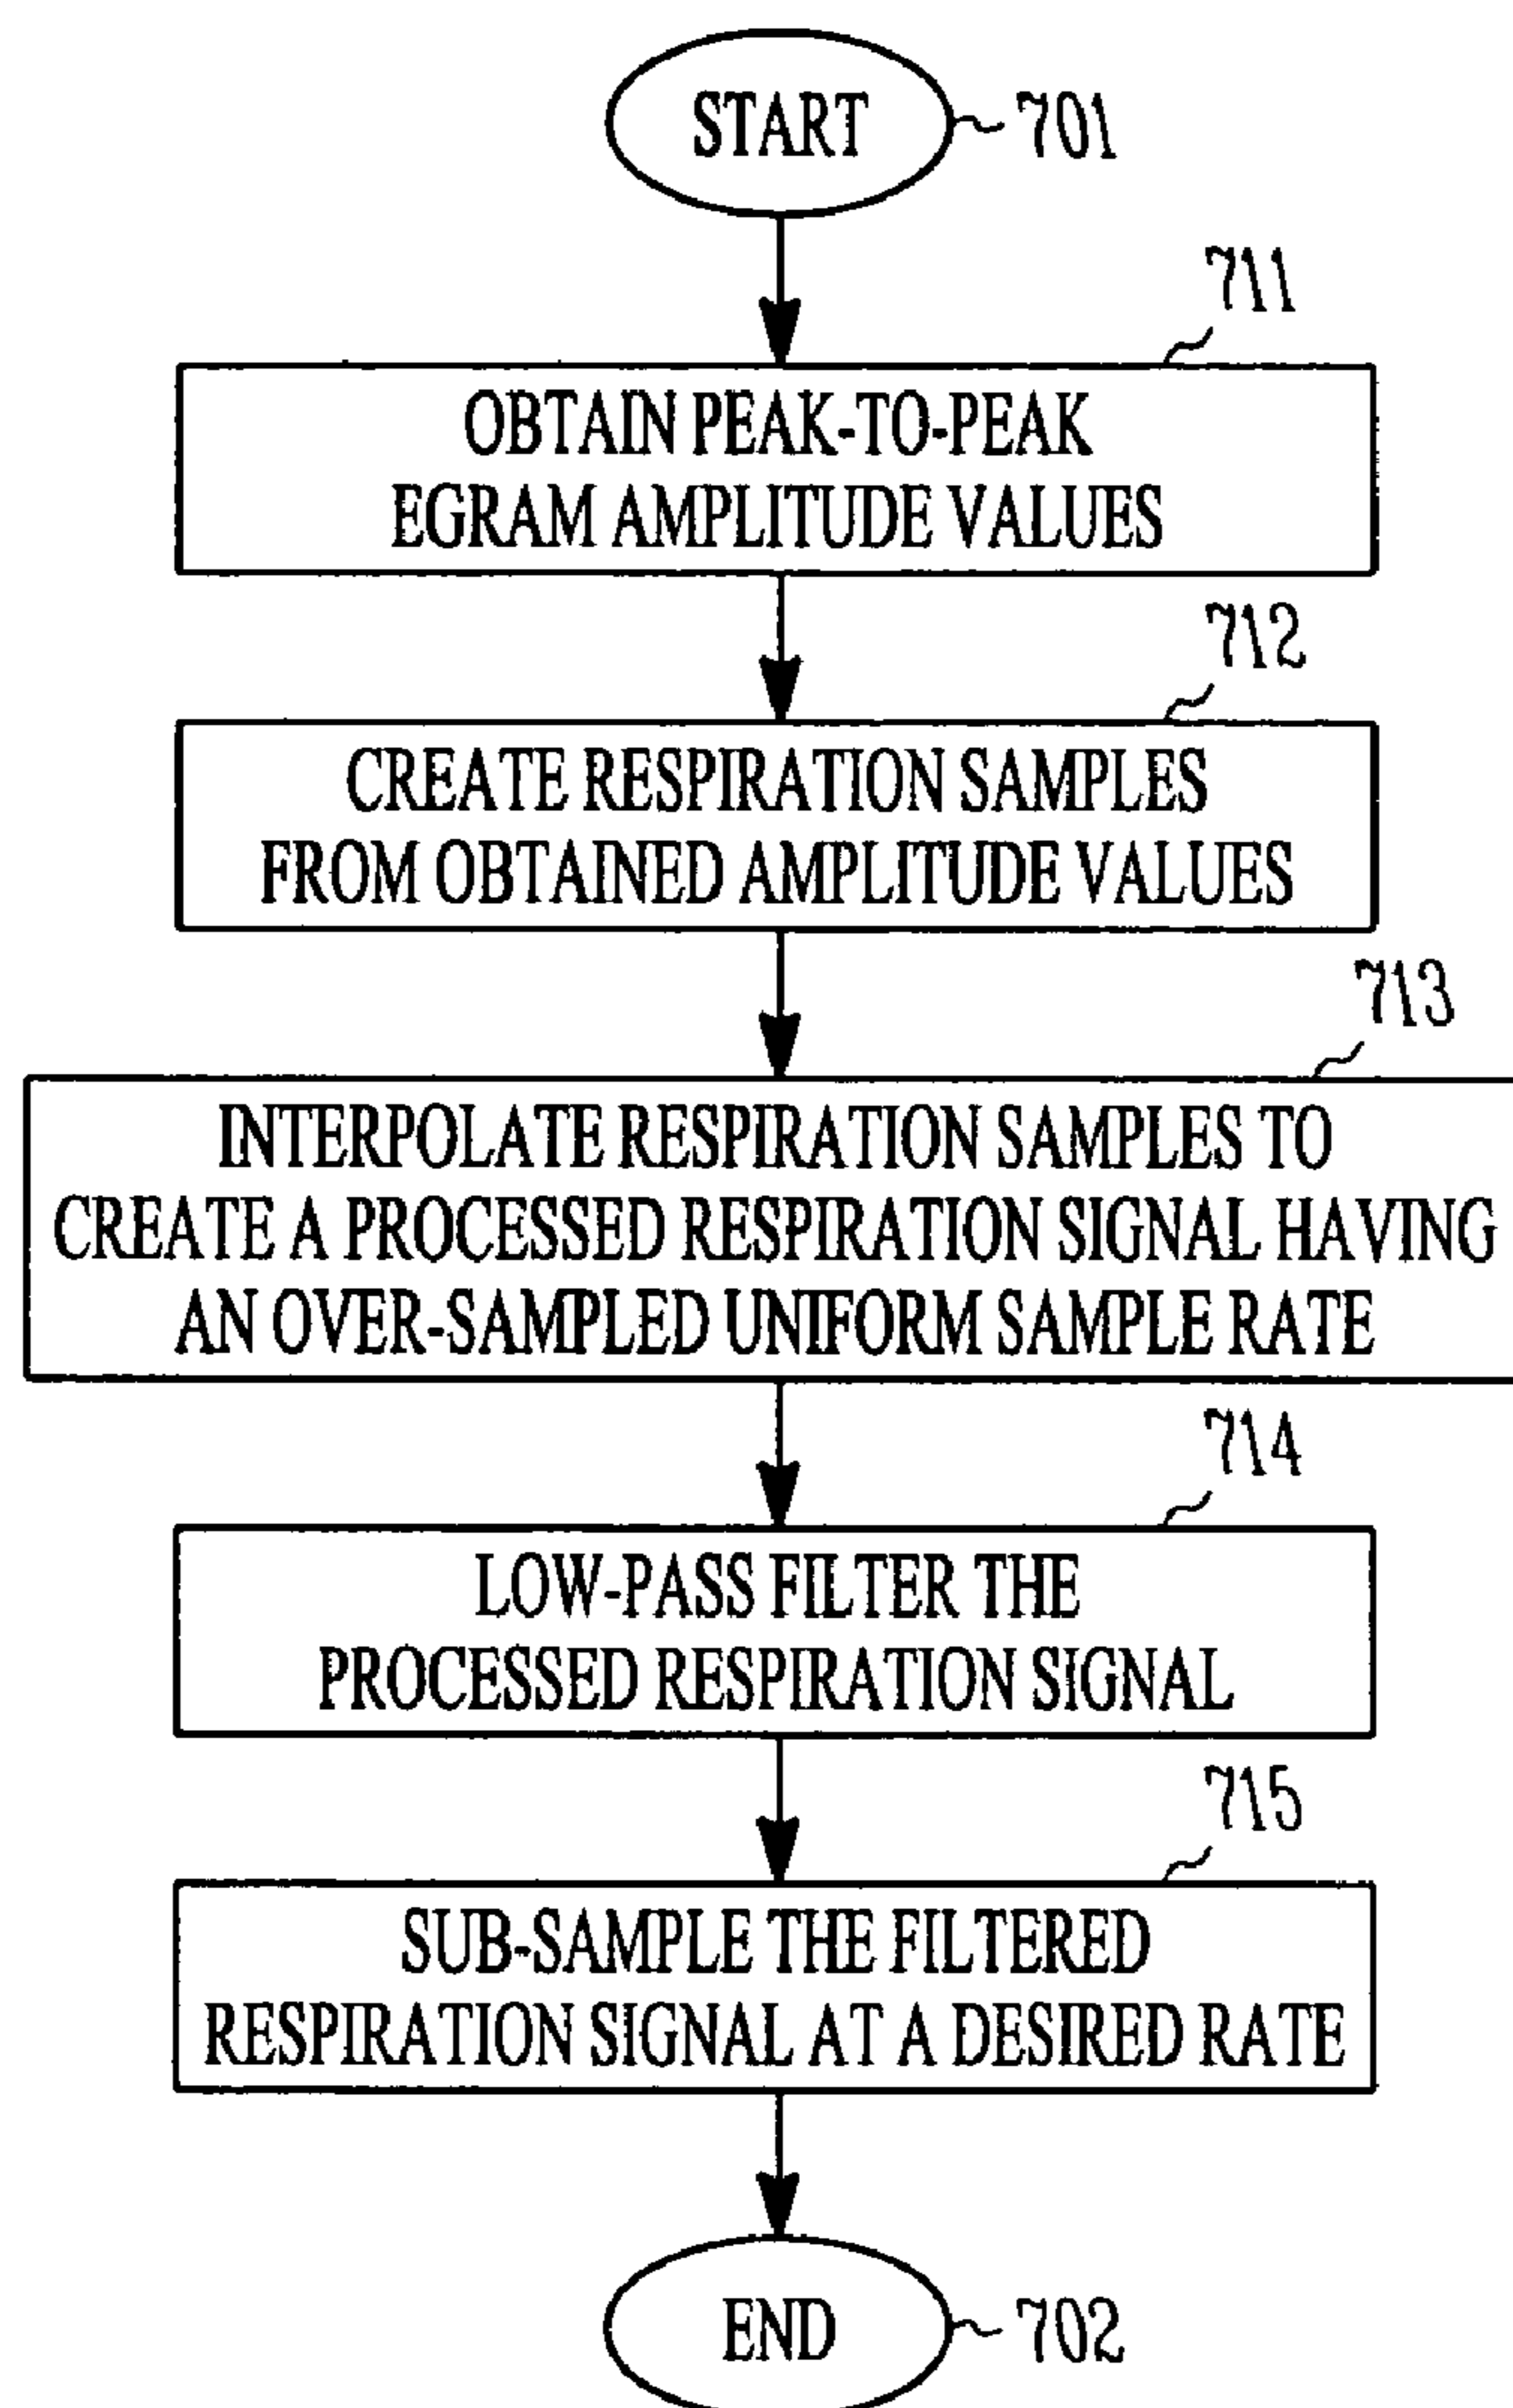 START
701
711
OBTAIN PEAK-TO-PEAK
EGRAM AMPLITUDE VALUES
712
CREATE RESPIRATION SAMPLES
FROM OBTAINED AMPLITUDE VALUES
713
INTERPOLATE RESPIRATION SAMPLES TO
CREATE A PROCESSED RESPIRATION SIGNAL HAVING
AN OVER-SAMPLED UNIFORM SAMPLE RATE
714
LOW-PASS FILTER THE
PROCESSED RESPIRATION SIGNAL
715
SUB-SAMPLE THE FILTERED
RESPIRATION SIGNAL AT A DESIRED RATE
END
702